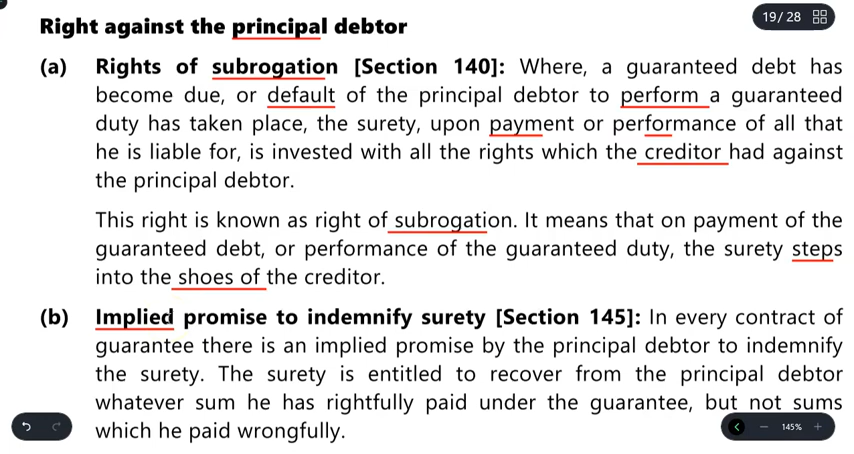 Right against the principal debtor
19/ 28
(a) Rights of subrogation [Section 140]: Where, a guaranteed debt has
become due, or default of the principal debtor to perform a guaranteed
duty has taken place, the surety, upon payment or performance of all that
he is liable for, is invested with all the rights which the creditor had against
the principal debtor.
This right is known as right of subrogation. It means that on payment of the
guaranteed debt, or performance of the guaranteed duty, the surety steps
into the shoes of the creditor.
(b) Implied promise to indemnify surety [Section 145]: In every contract of
guarantee there is an implied promise by the principal debtor to indemnify
the surety. The surety is entitled to recover from the principal debtor
whatever sum he has rightfully paid under the guarantee, but not sums
which he paid wrongfully.
145%